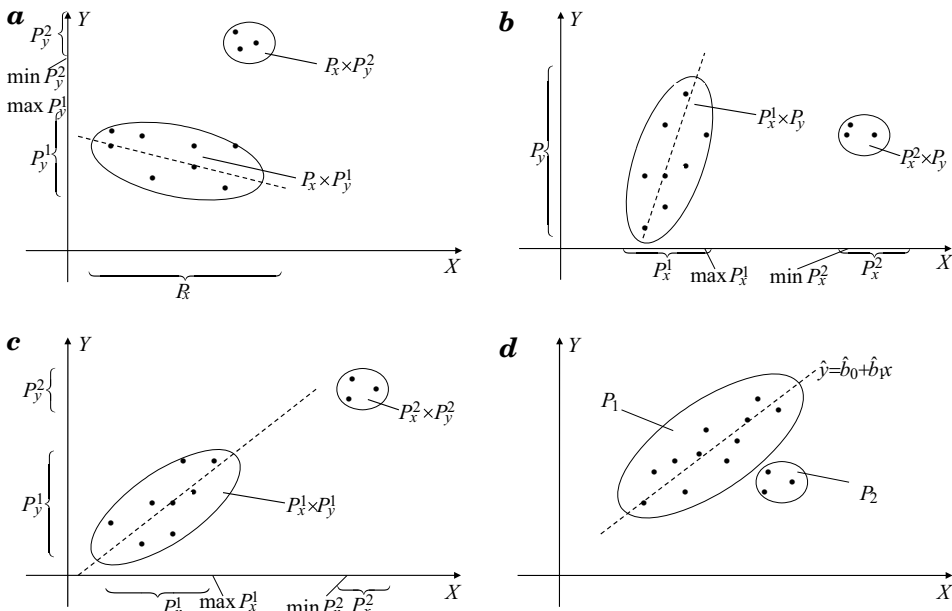 a
Y
P_y^2
min P_y^2
max P_y^1
P_y^1
P_x×P_y^2
P_x×P_y^1
X
P_x
b
Y
P_y
P_x^1×P_y
P_x^2×P_y
X
P_x^1
max P_x^1
min P_x^2
P_x^2
c
Y
P_y^2
P_x^2×P_y^2
P_y^1
P_x^1×P_y^1
X
P_x^1
max P_x^1
min P_x^2
P_x^2
d
Y
ŷ=b̂_0+b̂_1x
P_1
P_2
X